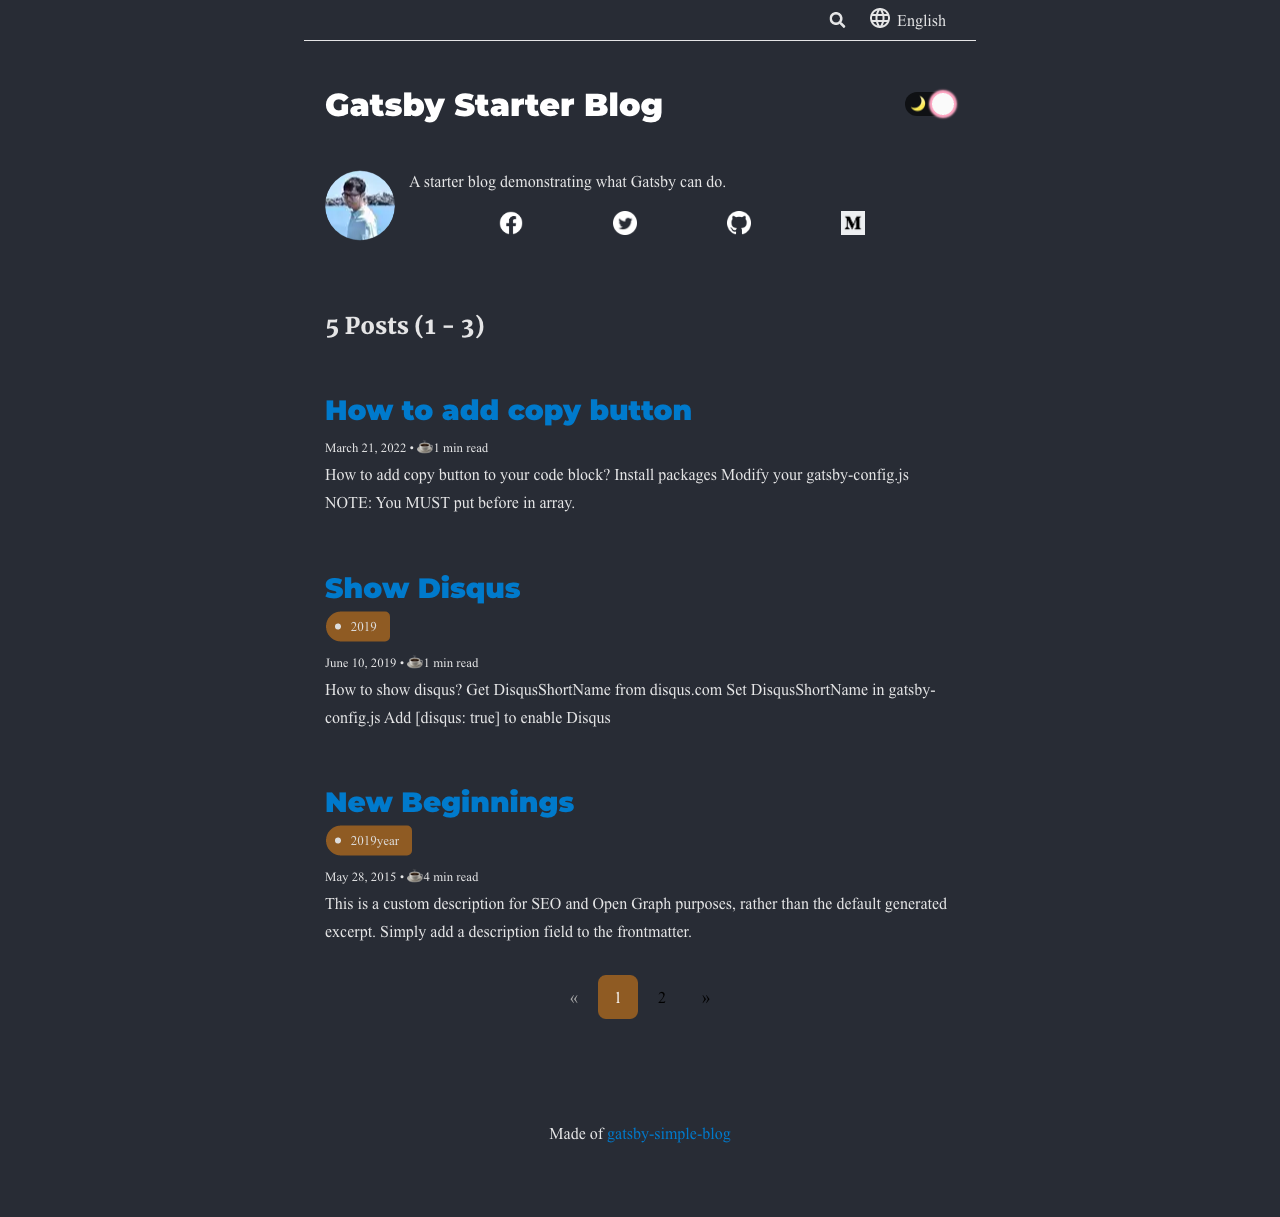 English
Gatsby Starter Blog
A starter blog demonstrating what Gatsby can do.
M
5 Posts (1 - 3)
How to add copy button
March 21, 2022 • ☕1 min read
How to add copy button to your code block? Install packages Modify your gatsby-config.js
NOTE: You MUST put before in array.
Show Disqus
2019
June 10, 2019 • ☕1 min read
How to show disqus? Get DisqusShortName from disqus.com Set DisqusShortName in gatsby-
config.js Add [disqus: true] to enable Disqus
New Beginnings
2019year
May 28, 2015 • ☕4 min read
This is a custom description for SEO and Open Graph purposes, rather than the default generated
excerpt. Simply add a description field to the frontmatter.
« 1 2 »
Made of gatsby-simple-blog